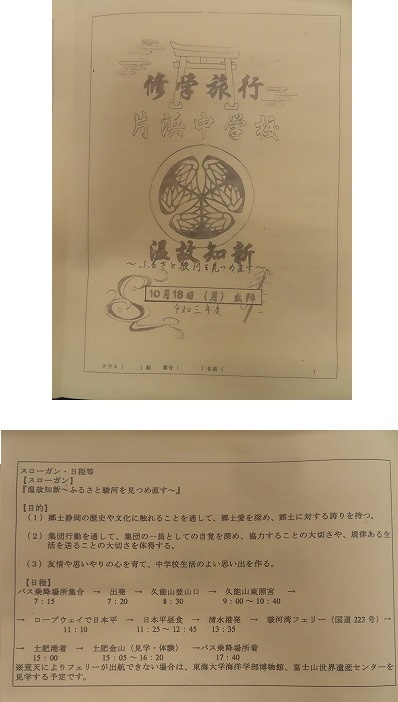 修学旅行
片浜中学校
温故知新
～ふるさと駿河を見つめ直す～
10月18日（月）出陣
令和三年度
クラス（　　）組　番号（　　）名前（　　　）
1
スローガン・日程等
【スローガン】
『温故知新～ふるさと駿河を見つめ直す～』
【目的】
（１）郷土静岡の歴史や文化に触れることを通して、郷土愛を深め、郷土に対する誇りを持つ。
（２）集団行動を通して、集団の一員としての自覚を深め、協力することの大切さや、規律ある生
活を送ることの大切さを体得する。
（３）友情や思いやりの心を育て、中学校生活のよい思い出を作る。
【日程】
バス乗降場所集合　→　出発　→　久能山登山口　→　久能山東照宮　→
7：15　7：20　8：30　9：00～10：40
→　ロープウェイで日本平　→　日本平昼食　→　清水港発　→　駿河湾フェリー（国道223号）→
11：10　11：25～12：45　13：35
→　土肥港着　→　土肥金山（見学・体験）　→バス乗降場所着
15：00　15：05～16：20　17：40
※荒天によりフェリーが出航できない場合は、東海大学海洋学部博物館、富士山世界遺産センターを
見学する予定です。